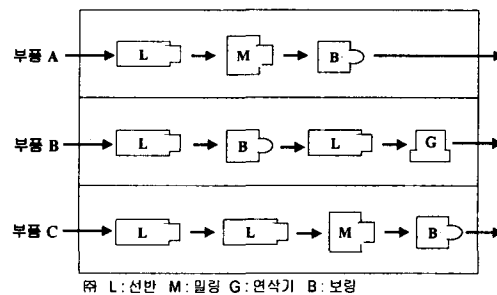 부품 A L M B
부품 B L B L G
부품 C L L M B
주 L : 선반 M : 밀링 G : 연삭기 B : 보링